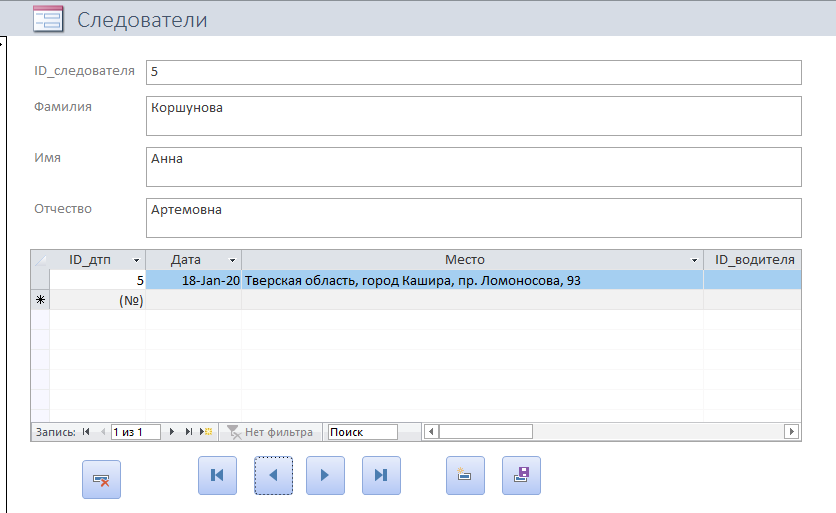 Следователи
ID_следователя 5
Фамилия Коршунова
Имя Анна
Отчество Артемовна
ID_дтп Дата Место ID_водителя
5 18-Jan-20 Тверская область, город Кашира, пр. Ломоносова, 93
(№)
Запись: 1 из 1 Нет фильтра Поиск